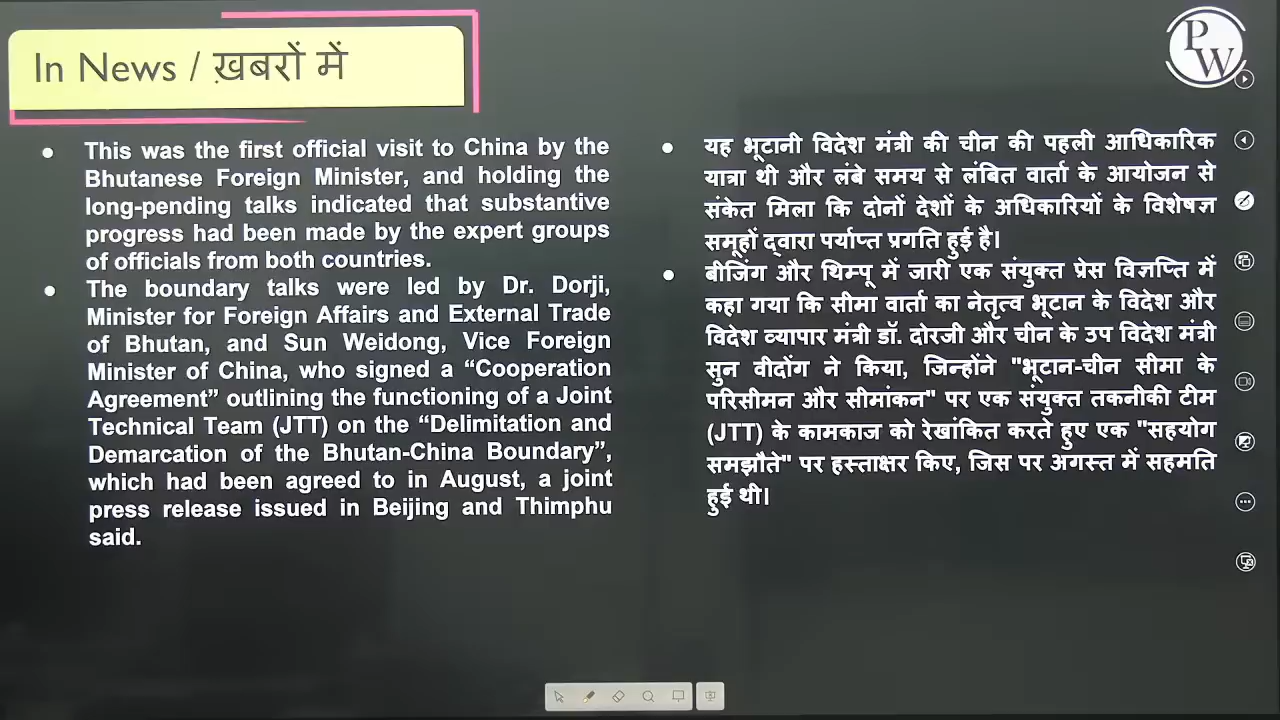 In News / ख़बरों में
PW
This was the first official visit to China by the
Bhutanese Foreign Minister, and holding the
long-pending talks indicated that substantive
progress had been made by the expert groups
of officials from both countries.
The boundary talks were led by Dr. Dorji,
Minister for Foreign Affairs and External Trade
of Bhutan, and Sun Weidong, Vice Foreign
Minister of China, who signed a “Cooperation
Agreement” outlining the functioning of a Joint
Technical Team (JTT) on the “Delimitation and
Demarcation of the Bhutan-China Boundary”,
which had been agreed to in August, a joint
press release issued in Beijing and Thimphu
said.
यह भूटानी विदेश मंत्री की चीन की पहली आधिकारिक
यात्रा थी और लंबे समय से लंबित वार्ता के आयोजन से
संकेत मिला कि दोनों देशों के अधिकारियों के विशेषज्ञ
समूहों द्वारा पर्याप्त प्रगति हुई है।
बीजिंग और थिम्पू में जारी एक संयुक्त प्रेस विज्ञप्ति में
कहा गया कि सीमा वार्ता का नेतृत्व भूटान के विदेश और
विदेश व्यापार मंत्री डॉ. दोरजी और चीन के उप विदेश मंत्री
सुन वीदोंग ने किया, जिन्होंने "भूटान-चीन सीमा के
परिसीमन और सीमांकन" पर एक संयुक्त तकनीकी टीम
(JTT) के कामकाज को रेखांकित करते हुए एक "सहयोग
समझौते" पर हस्ताक्षर किए, जिस पर अगस्त में सहमति
हुई थी।